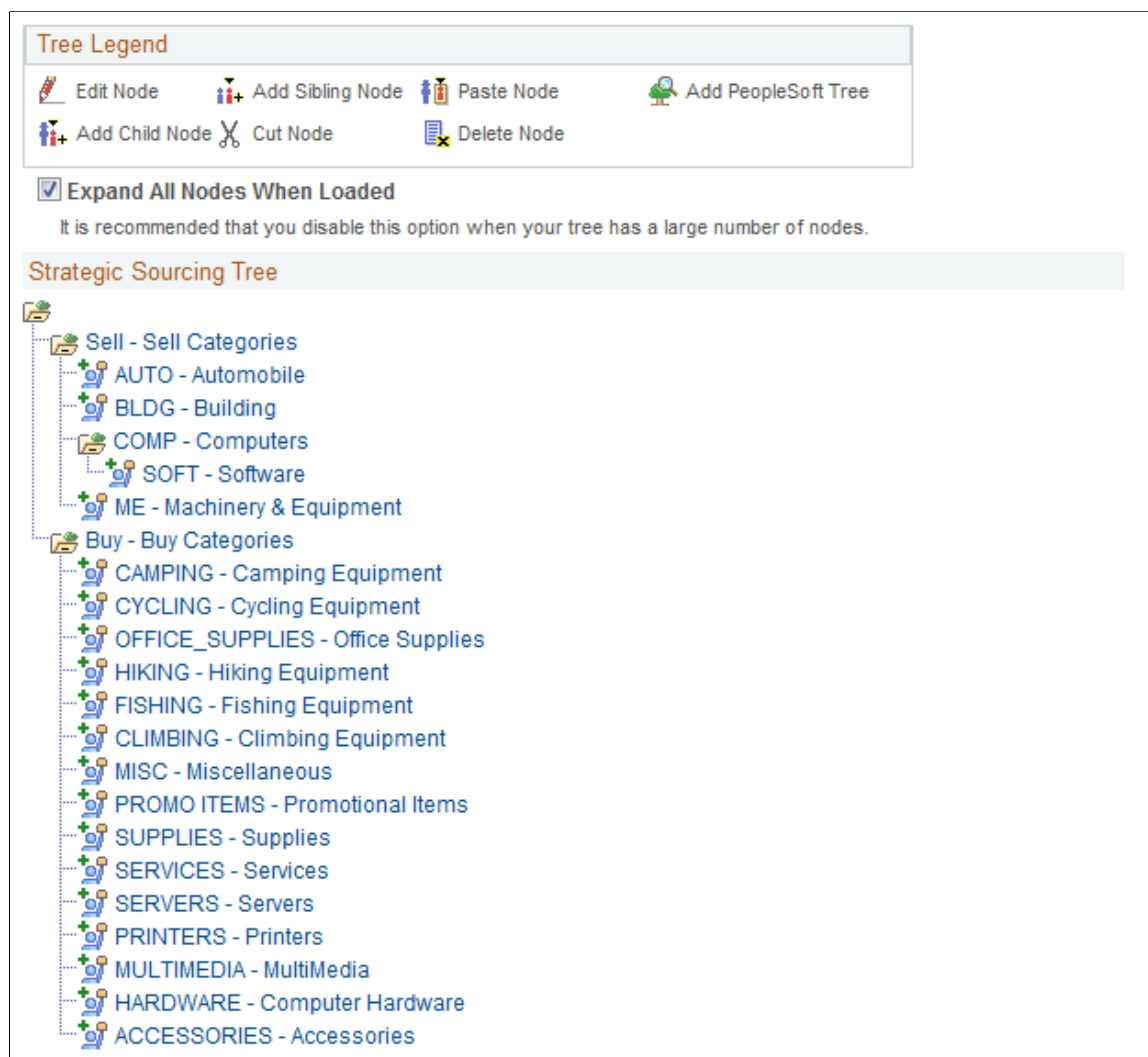 Tree Legend
Edit Node Add Sibling Node Paste Node Add PeopleSoft Tree
Add Child Node Cut Node Delete Node
Expand All Nodes When Loaded
It is recommended that you disable this option when your tree has a large number of nodes.
Strategic Sourcing Tree
Sell - Sell Categories
AUTO - Automobile
BLDG - Building
COMP - Computers
SOFT - Software
ME - Machinery & Equipment
Buy - Buy Categories
CAMPING - Camping Equipment
CYCLING - Cycling Equipment
OFFICE_SUPPLIES - Office Supplies
HIKING - Hiking Equipment
FISHING - Fishing Equipment
CLIMBING - Climbing Equipment
MISC - Miscellaneous
PROMO ITEMS - Promotional Items
SUPPLIES - Supplies
SERVICES - Services
SERVERS - Servers
PRINTERS - Printers
MULTIMEDIA - MultiMedia
HARDWARE - Computer Hardware
ACCESSORIES - Accessories